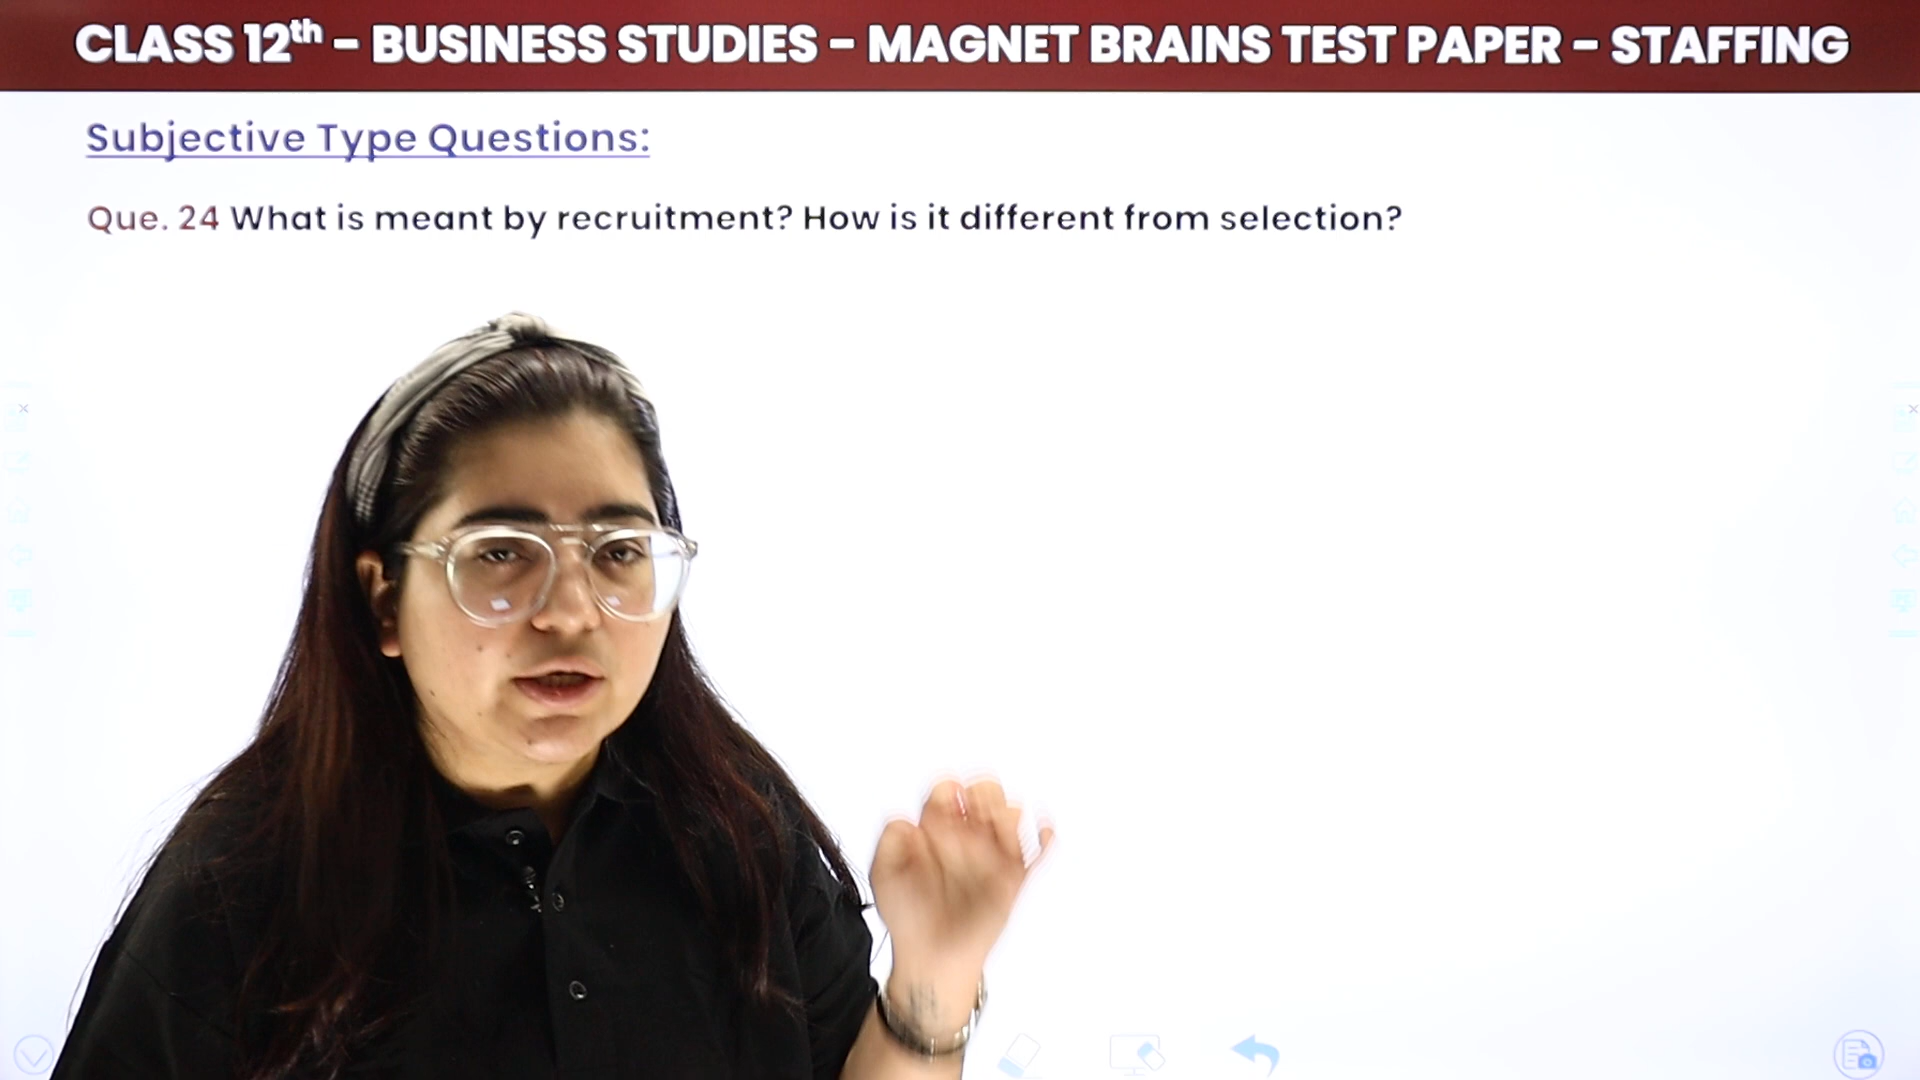 CLASS 12th - BUSINESS STUDIES - MAGNET BRAINS TEST PAPER - STAFFING
Subjective Type Questions:
Que. 24 What is meant by recruitment? How is it different from selection?